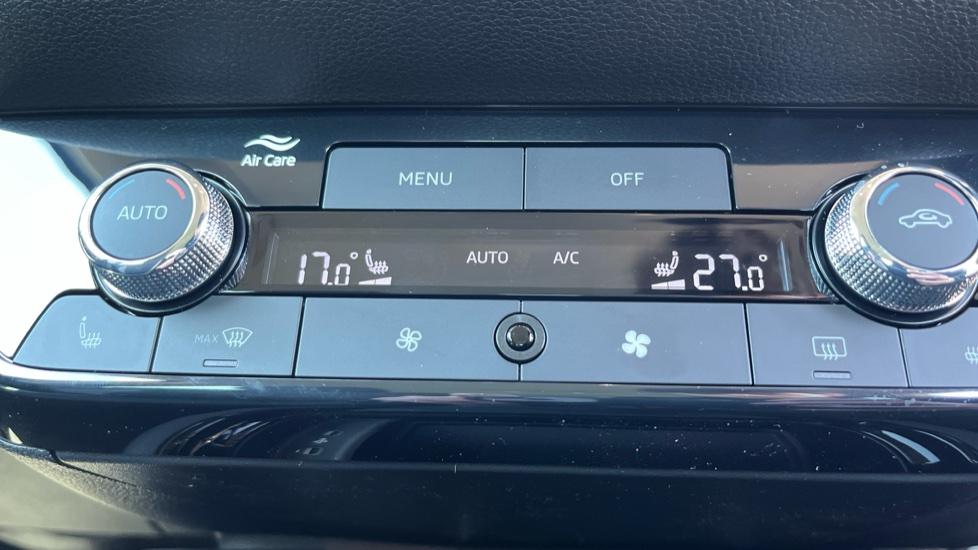 Air Care
MENU OFF
AUTO
17.0° AUTO A/C 27.0°
MAX